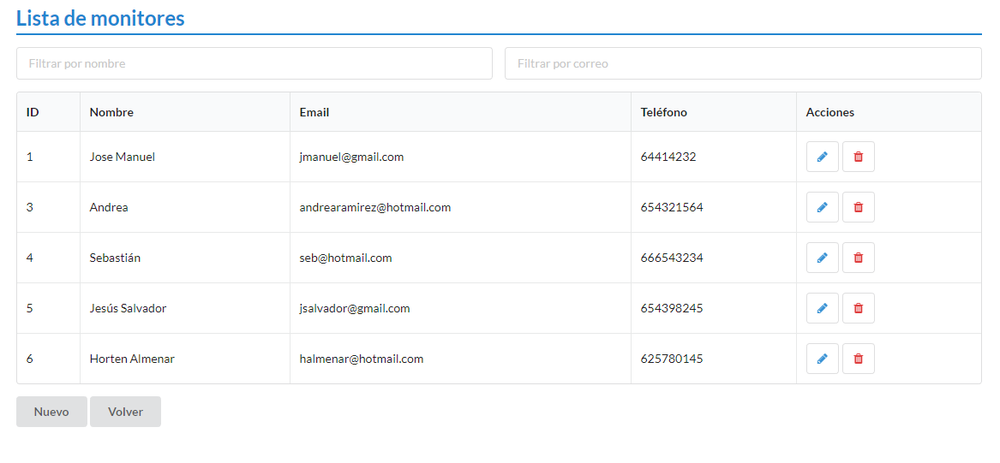 Lista de monitores
Filtrar por nombre Filtrar por correo
ID Nombre Email Teléfono Acciones
1 Jose Manuel jmanuel@gmail.com 64414232
3 Andrea andrearamirez@hotmail.com 654321564
4 Sebastián seb@hotmail.com 666543234
5 Jesús Salvador jsalvador@gmail.com 654398245
6 Horten Almenar halmenar@hotmail.com 625780145
Nuevo Volver